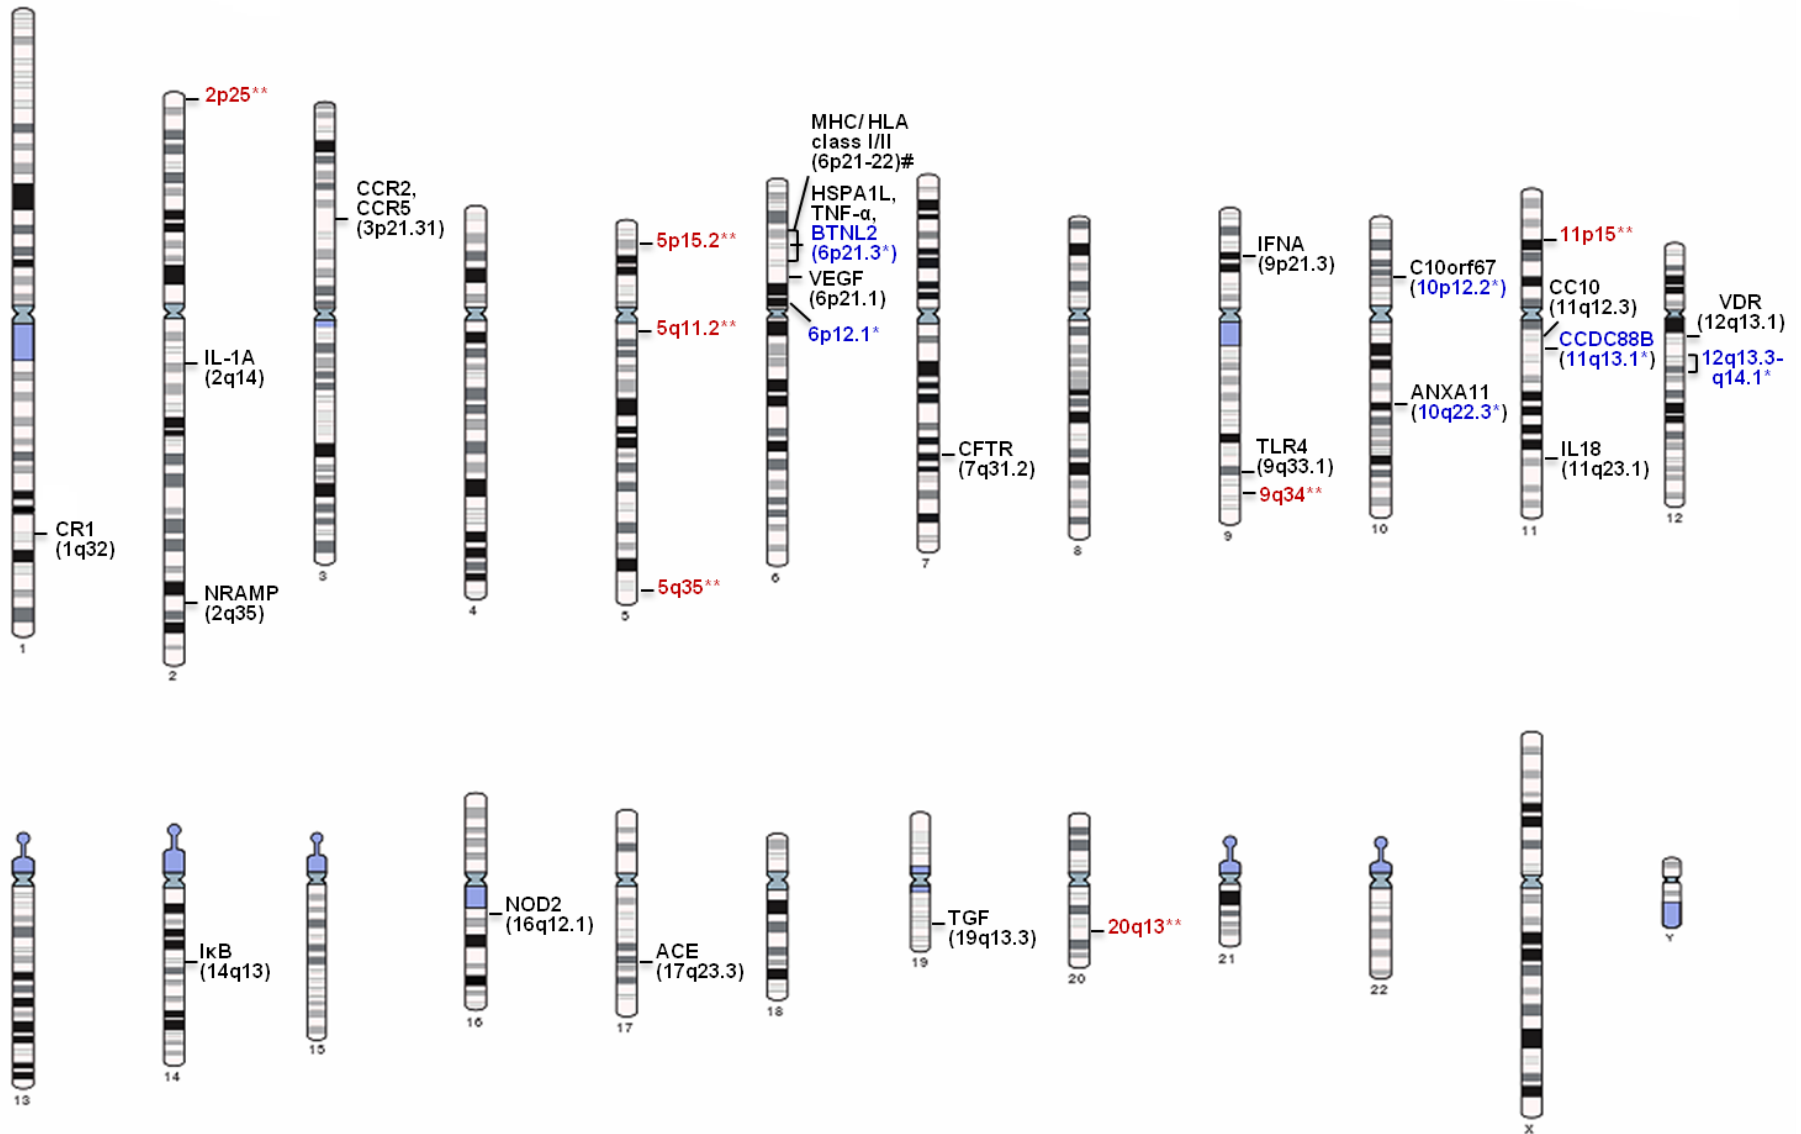 2p25**
MHC/HLA
class I/II
(6p21-22)#
CCR2,
CCR5
(3p21.31)
HSPA1L,
TNF-α,
BTNL2
(6p21.3*)
VEGF
(6p21.1)
6p12.1*
5p15.2**
5q11.2**
5q35**
IL-1A
(2q14)
NRAMP
(2q35)
CR1
(1q32)
CFTR
(7q31.2)
IFNA
(9p21.3)
TLR4
(9q33.1)
9q34**
C10orf67
(10p12.2*)
ANXA11
(10q22.3*)
11p15**
CC10
(11q12.3)
CCDC88B
(11q13.1*)
IL18
(11q23.1)
VDR
(12q13.1)
12q13.3-
q14.1*
1
2
3
4
5
6
7
8
9
10
11
12
IκB
(14q13)
NOD2
(16q12.1)
ACE
(17q23.3)
TGF
(19q13.3)
20q13**
13
14
15
16
17
18
19
20
21
22
X
Y